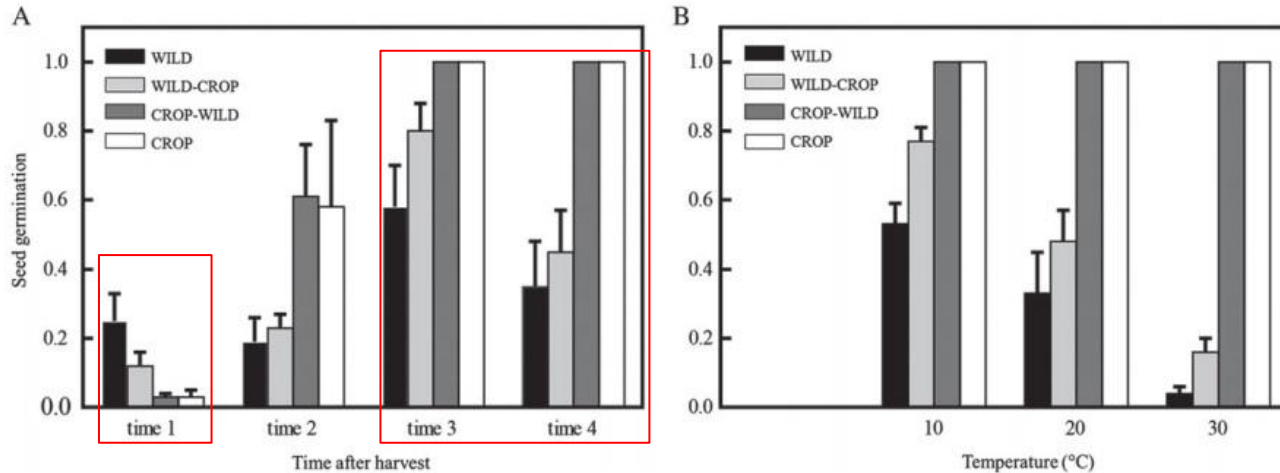 A
WILD
WILD-CROP
CROP-WILD
CROP
1.0
0.8
0.6
0.4
0.2
0.0
Seed germination
time 1 time 2 time 3 time 4
Time after harvest
B
WILD
WILD-CROP
CROP-WILD
CROP
1.0
0.8
0.6
0.4
0.2
0.0
10 20 30
Temperature (°C)